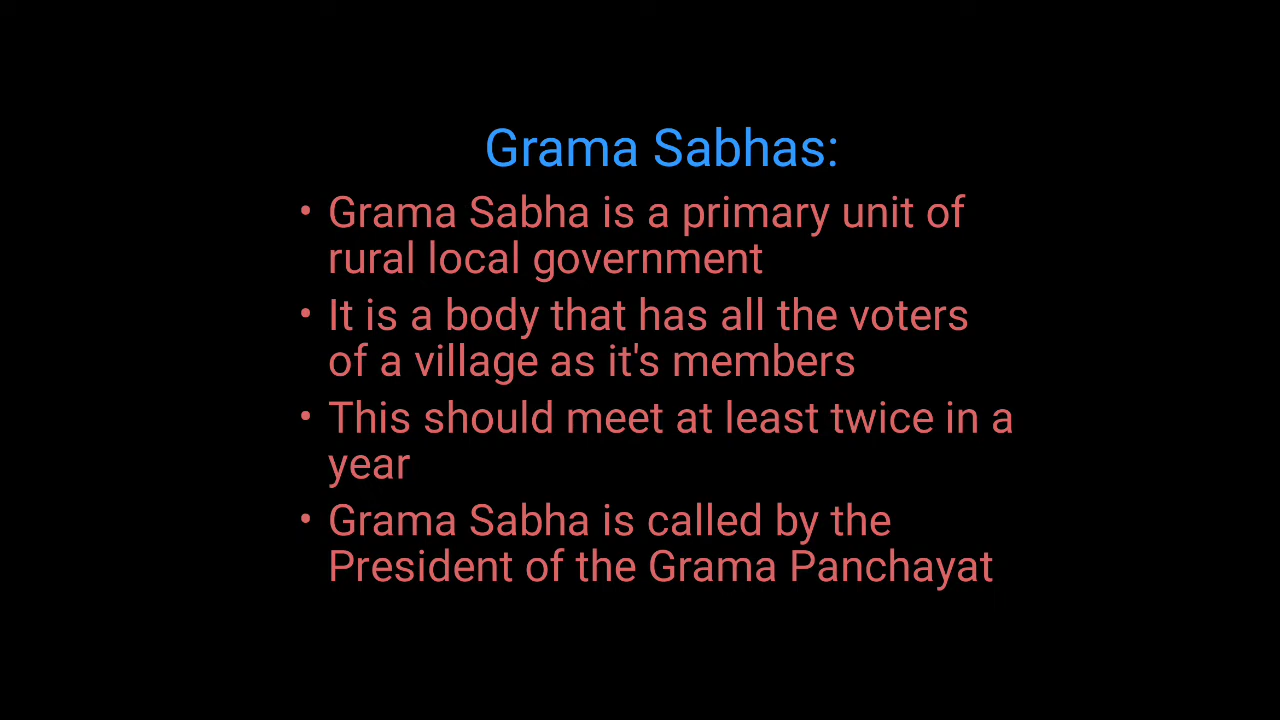 Grama Sabhas:
• Grama Sabha is a primary unit of
rural local government
• It is a body that has all the voters
of a village as it's members
• This should meet at least twice in a
year
• Grama Sabha is called by the
President of the Grama Panchayat